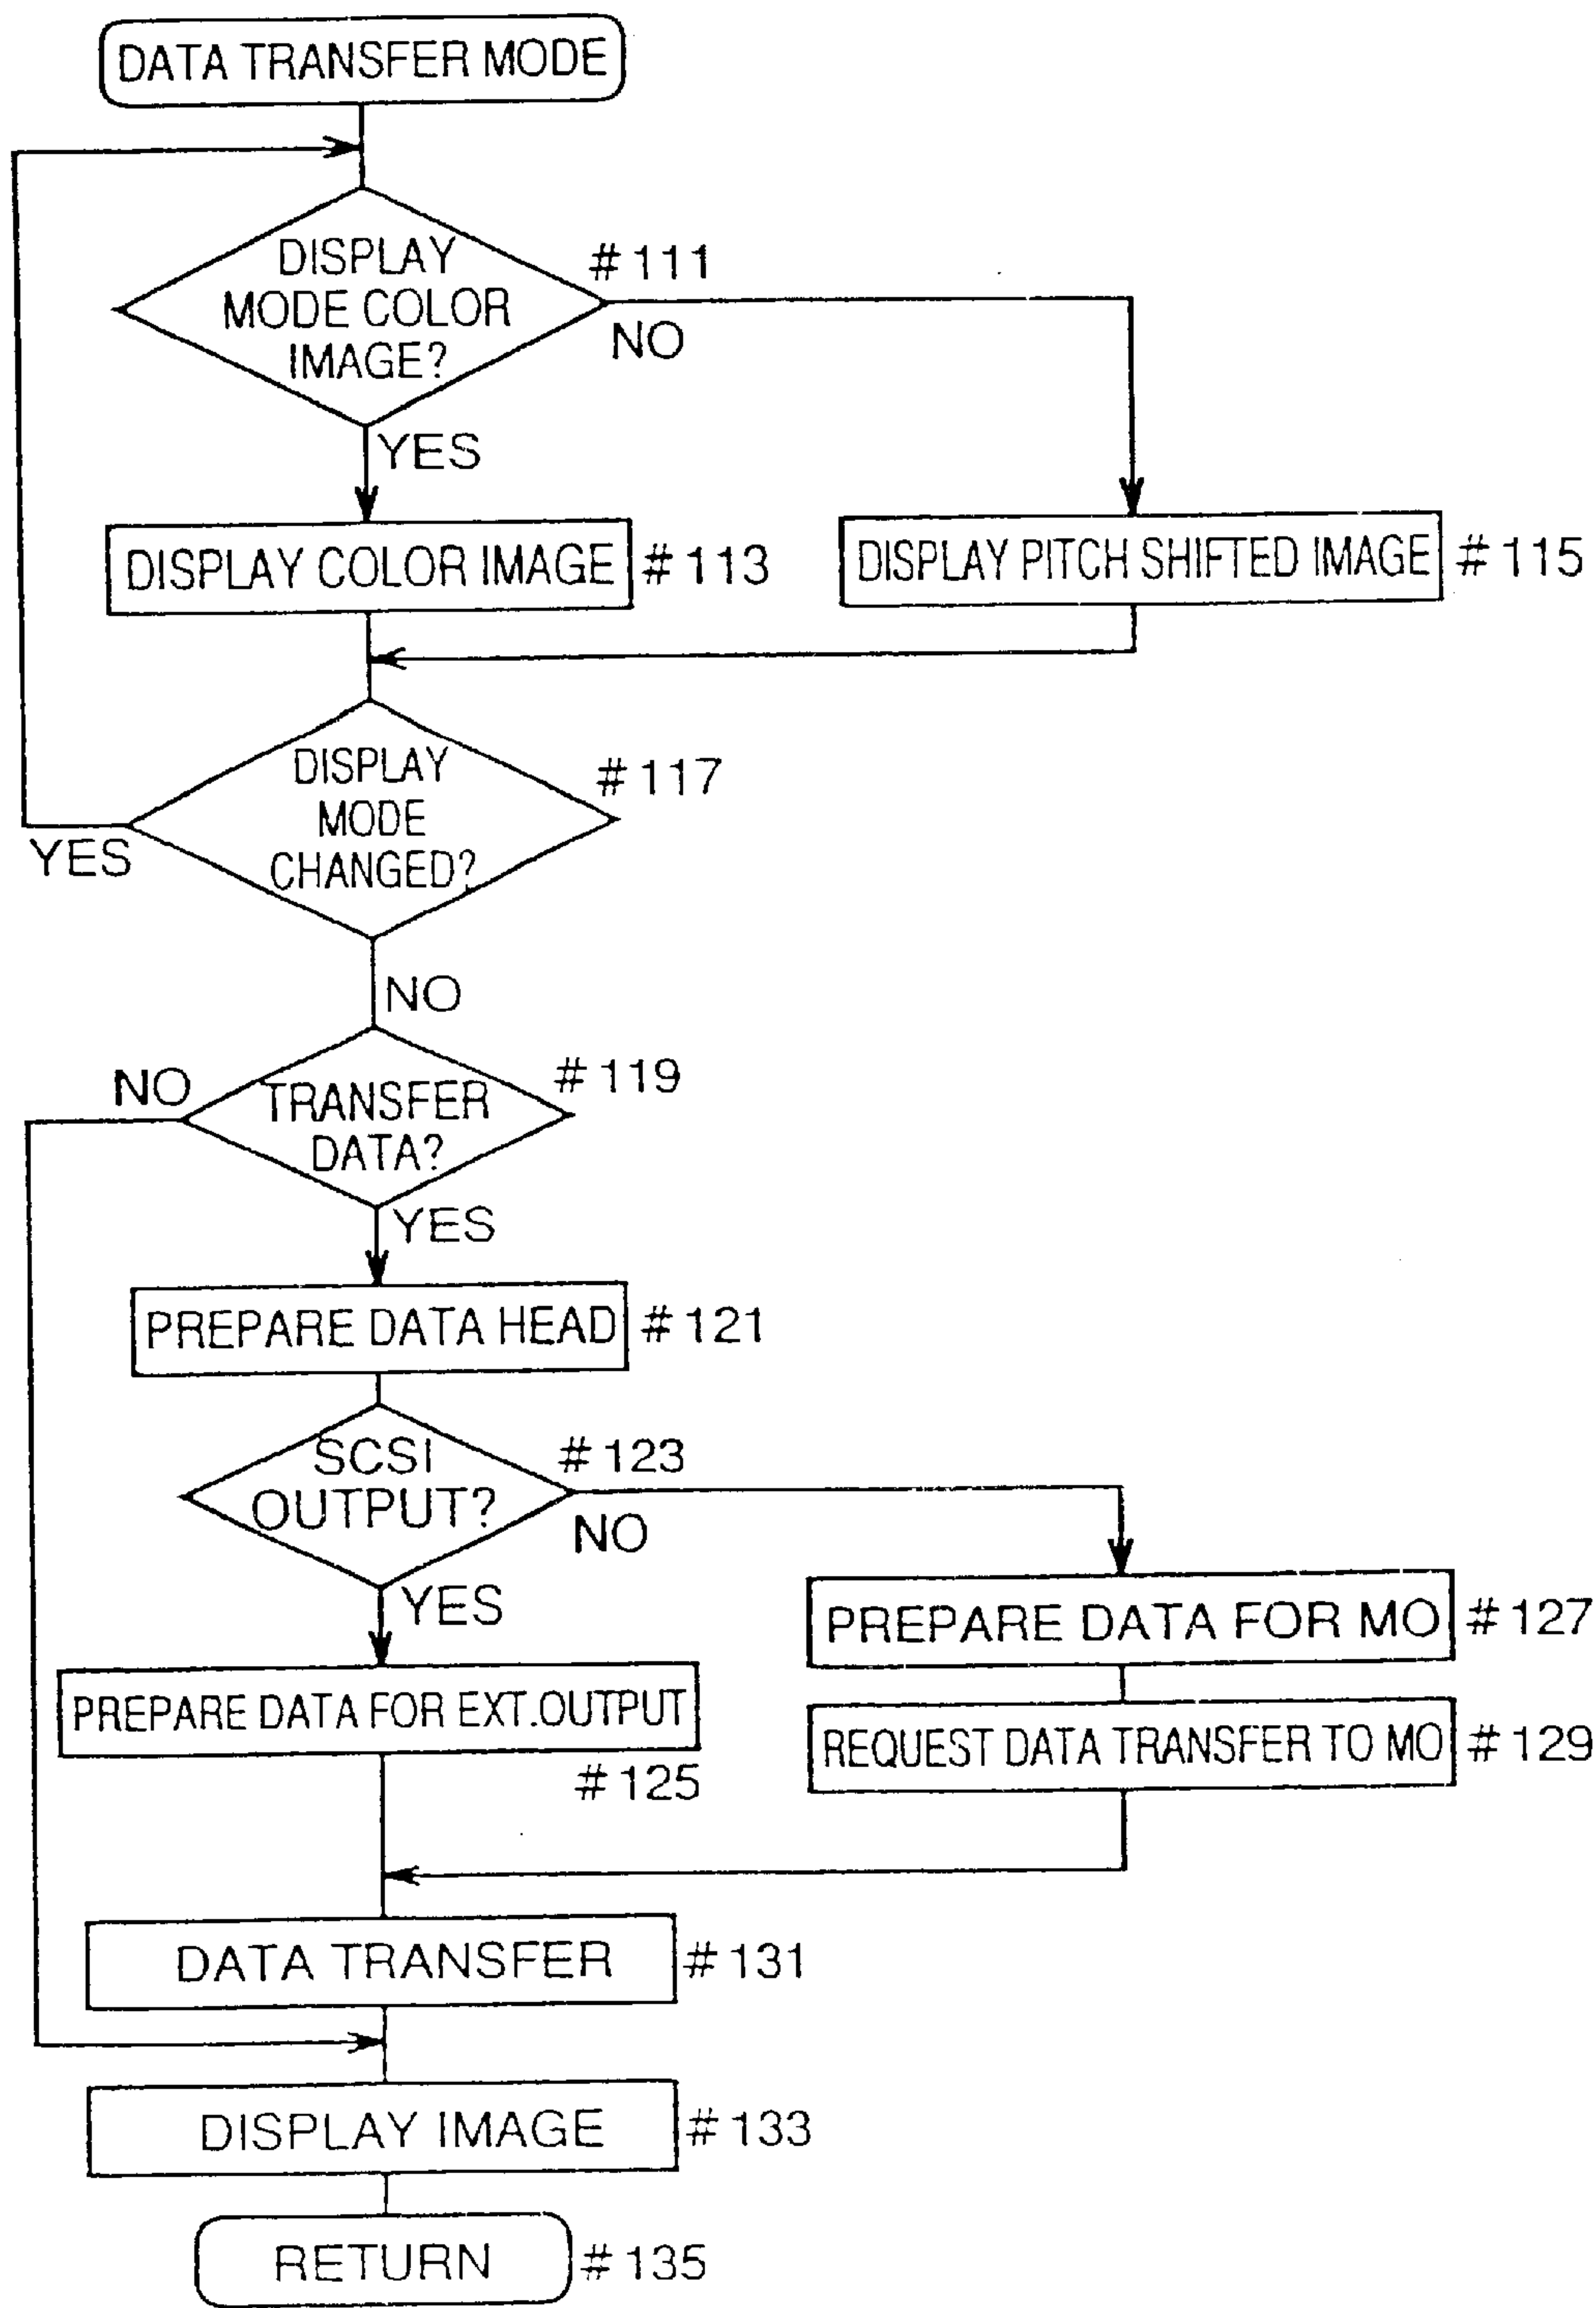 DATA TRANSFER MODE
DISPLAY
MODE COLOR
IMAGE?
# 111
NO
YES
DISPLAY COLOR IMAGE
# 113
DISPLAY PITCH SHIFTED IMAGE
# 115
DISPLAY
MODE
CHANGED?
# 117
YES
NO
TRANSFER
DATA?
# 119
NO
YES
PREPARE DATA HEAD
# 121
SCSI
OUTPUT?
# 123
NO
YES
PREPARE DATA FOR MO
# 127
PREPARE DATA FOR EXT.OUTPUT
# 125
REQUEST DATA TRANSFER TO MO
# 129
DATA TRANSFER
# 131
DISPLAY IMAGE
# 133
RETURN
# 135